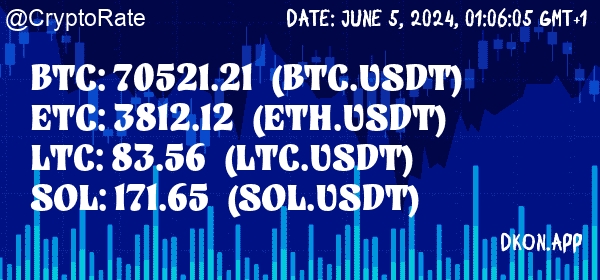 @CryptoRate
DATE: JUNE 5, 2024, 01:06:05 GMT+1
BTC: 70521.21 (BTC.USDT)
ETC: 3812.12 (ETH.USDT)
LTC: 83.56 (LTC.USDT)
SOL: 171.65 (SOL.USDT)
DKON.APP